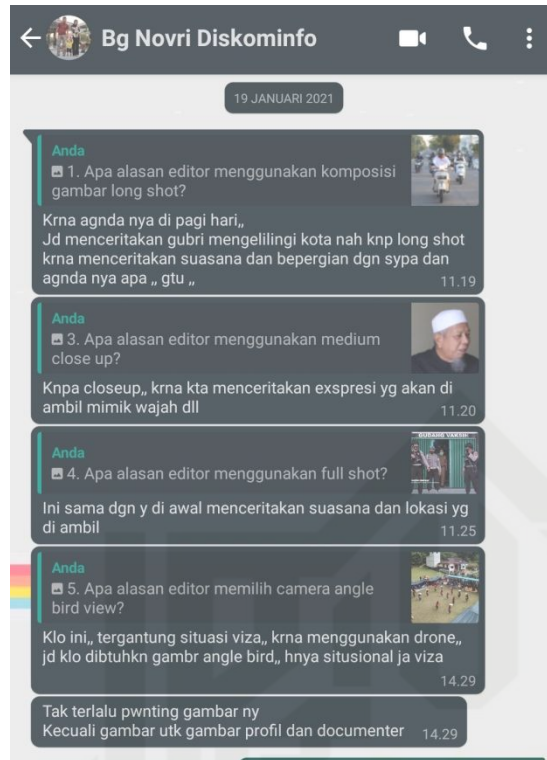 Bg Novri Diskominfo
19 JANUARI 2021
Anda
1. Apa alasan editor menggunakan komposisi
gambar long shot?
Krna agnda nya di pagi hari,,
Jd menceritakan gubri mengelilingi kota nah knp long shot
krna menceritakan suasana dan bepergian dgn sypa dan
agnda nya apa ,, gtu ,,
11.19
Anda
3. Apa alasan editor menggunakan medium
close up?
Knpa closeup,, krna kta menceritakan exspresi yg akan di
ambil mimik wajah dll
11.20
Anda
4. Apa alasan editor menggunakan full shot?
GUDANG VAKSIN
Ini sama dgn y di awal menceritakan suasana dan lokasi yg
di ambil
11.25
Anda
5. Apa alasan editor memilih camera angle
bird view?
Klo ini,, tergantung situasi viza,, krna menggunakan drone,,
jd klo dibtuhkn gambr angle bird,, hnya situsional ja viza
14.29
Tak terlalu pwnting gambar ny
Kecuali gambar utk gambar profil dan documenter
14.29